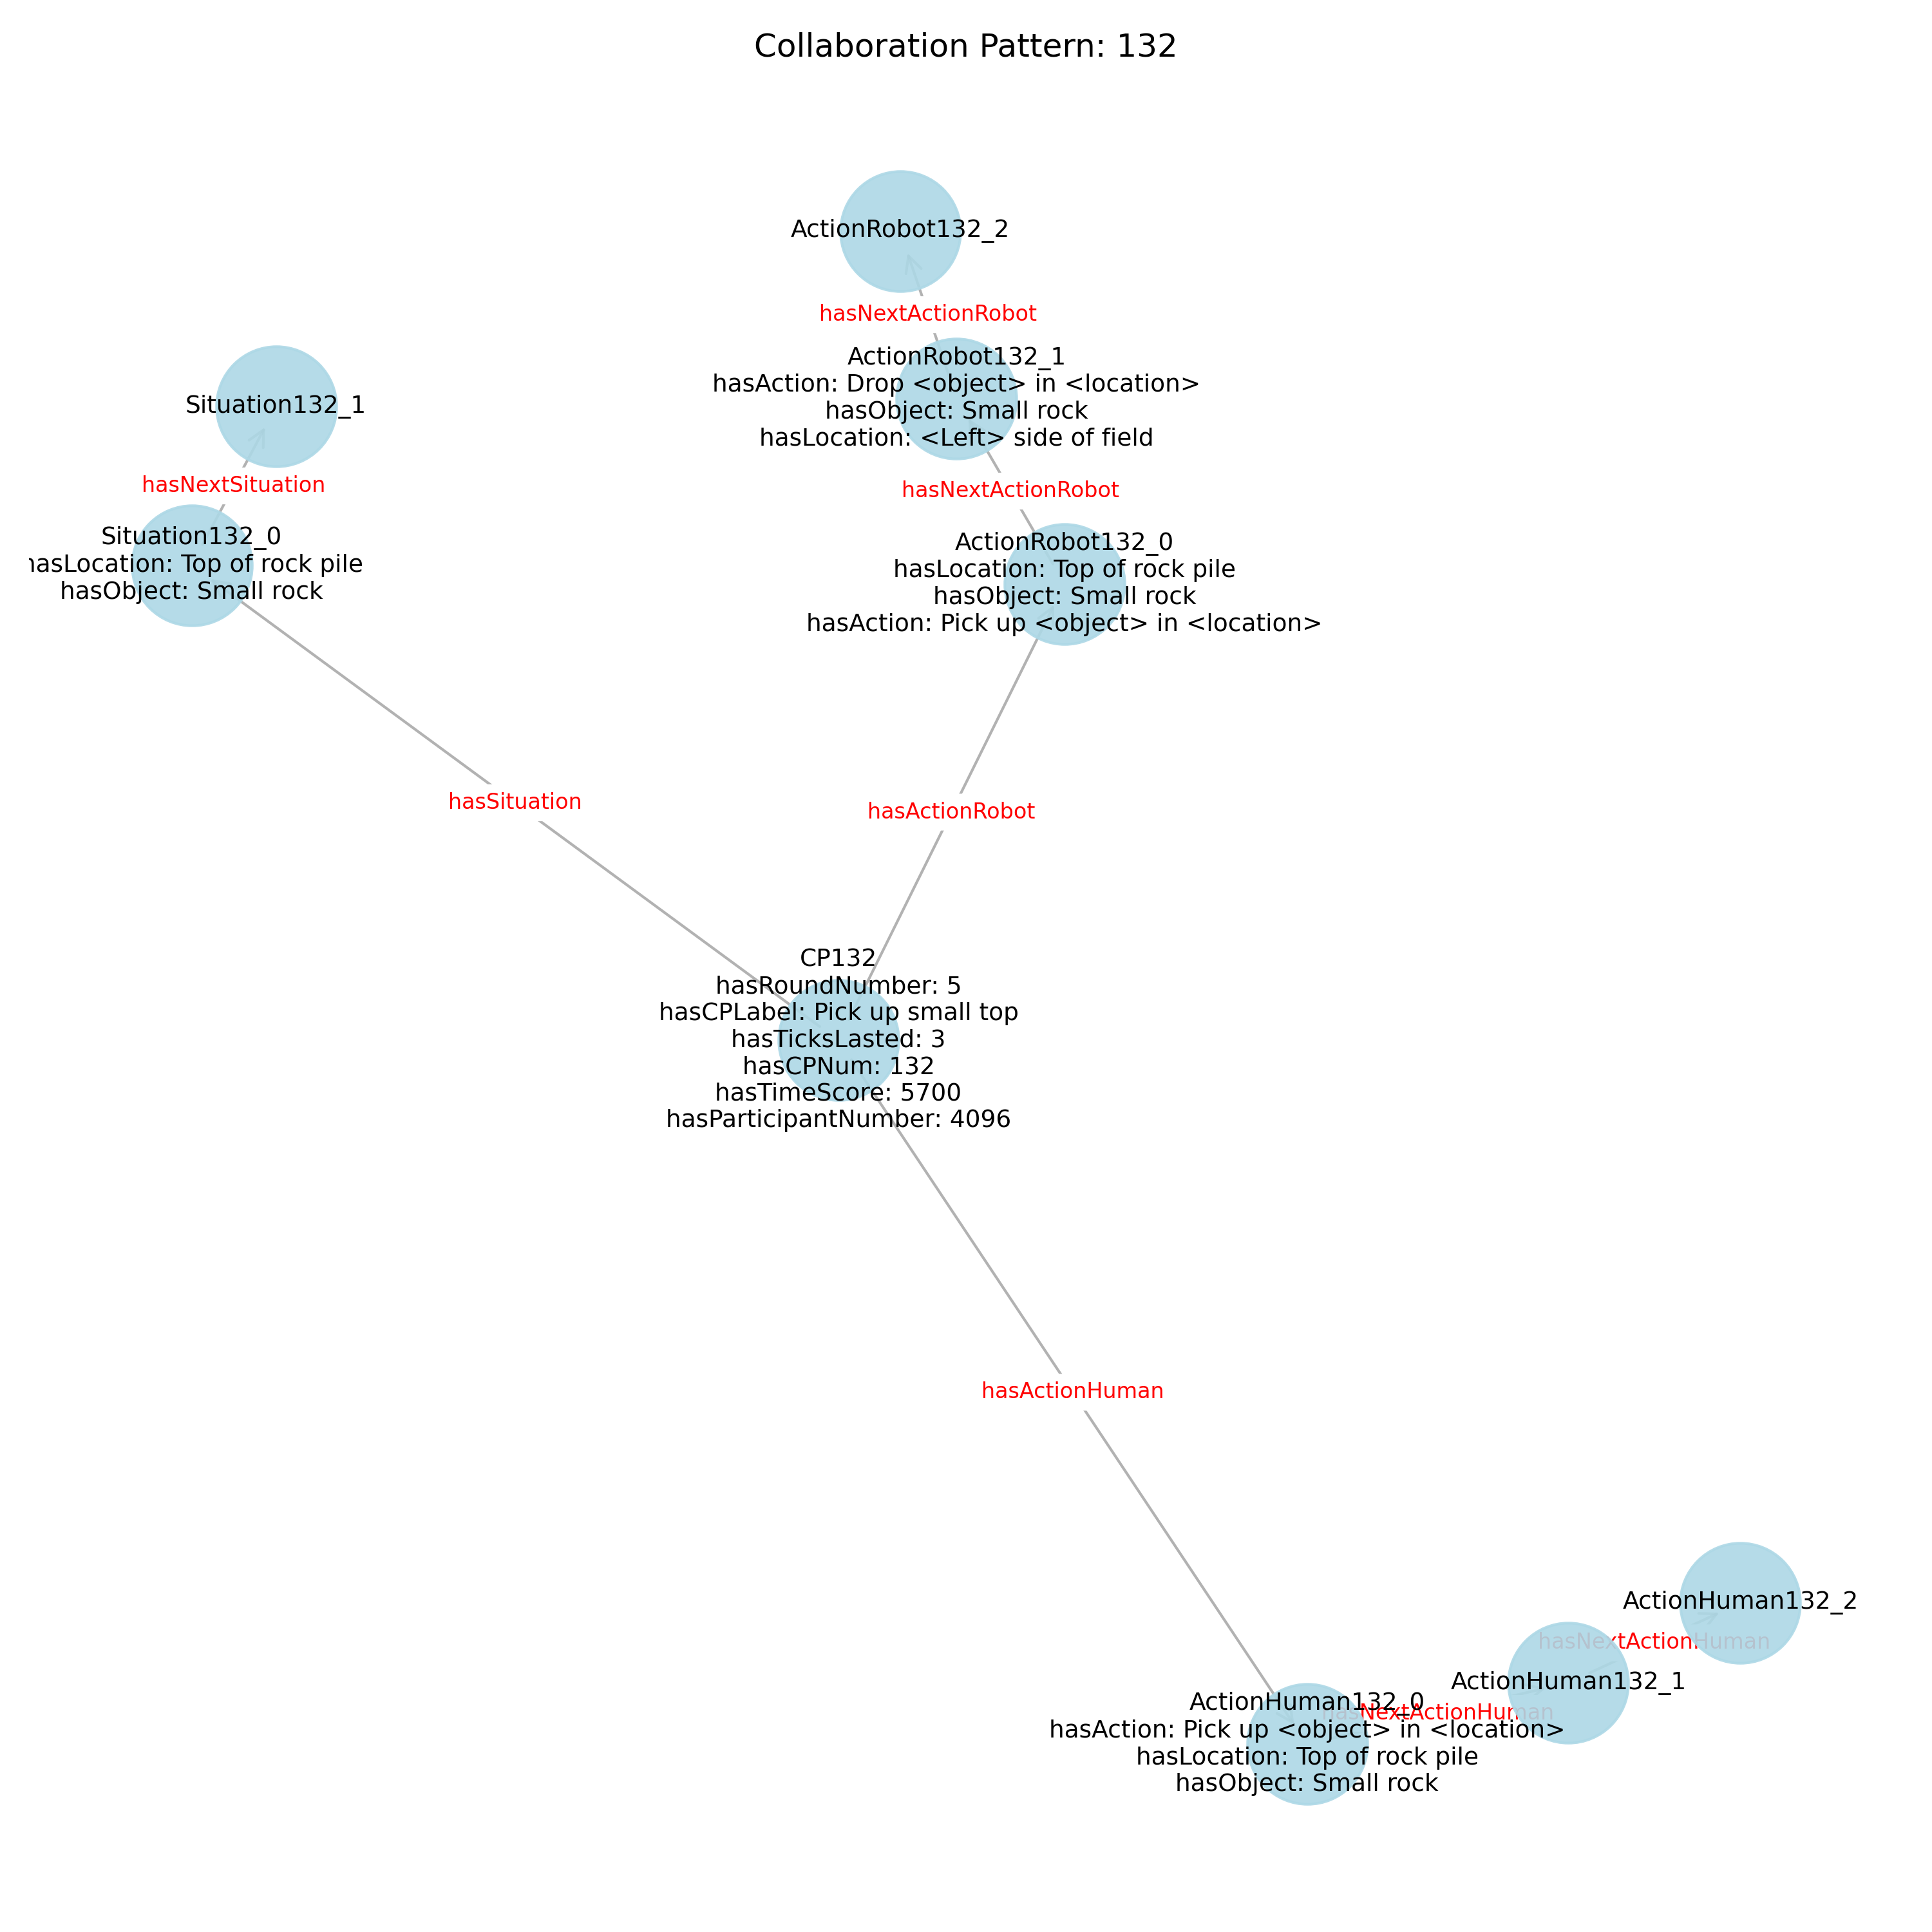 Collaboration Pattern: 132
ActionRobot132_2
hasNextActionRobot
ActionRobot132_1
hasAction: Drop <object> in <location>
hasObject: Small rock
hasLocation: <Left> side of field
Situation132_1
hasNextSituation
hasNextActionRobot
Situation132_0
hasLocation: Top of rock pile
hasObject: Small rock
ActionRobot132_0
hasLocation: Top of rock pile
hasObject: Small rock
hasAction: Pick up <object> in <location>
hasSituation
hasActionRobot
CP132
hasRoundNumber: 5
hasCPLabel: Pick up small top
hasTicksLasted: 3
hasCPNum: 132
hasTimeScore: 5700
hasParticipantNumber: 4096
hasActionHuman
ActionHuman132_2
hasNextActionHuman
ActionHuman132_1
hasNextActionHuman
ActionHuman132_0
hasAction: Pick up <object> in <location>
hasLocation: Top of rock pile
hasObject: Small rock